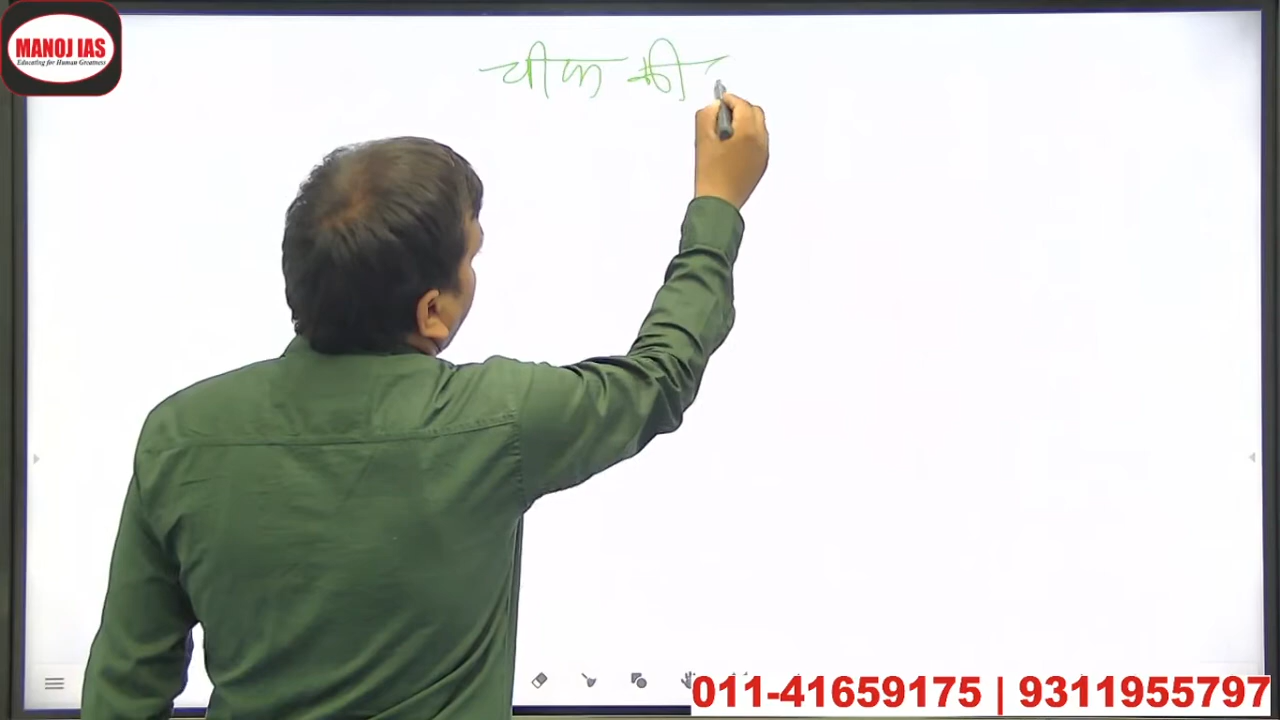 MANOJ IAS
Educating for Human Greatness
चीन की
011-41659175 | 9311955797